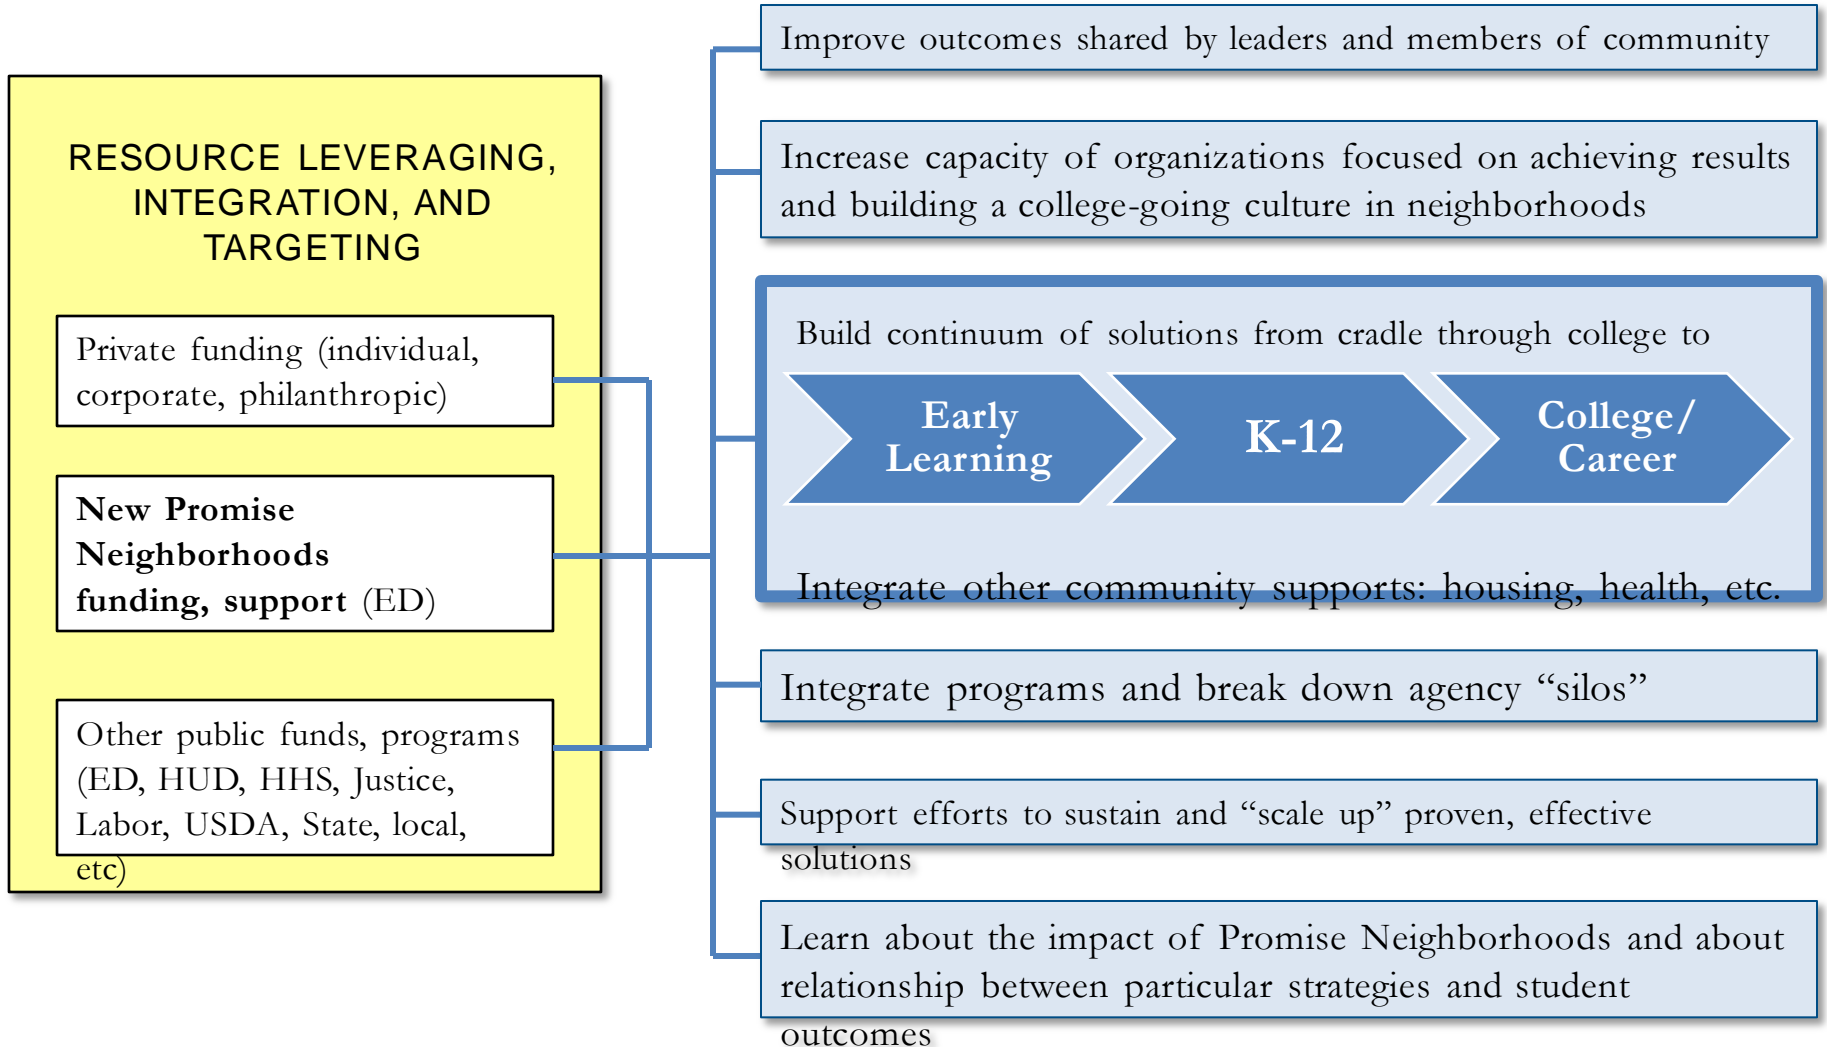 RESOURCE LEVERAGING,
INTEGRATION, AND
TARGETING
Private funding (individual,
corporate, philanthropic)
New Promise
Neighborhoods
funding, support (ED)
Other public funds, programs
(ED, HUD, HHS, Justice,
Labor, USDA, State, local,
etc)
Improve outcomes shared by leaders and members of community
Increase capacity of organizations focused on achieving results
and building a college-going culture in neighborhoods
Build continuum of solutions from cradle through college to
Early
Learning
K-12
College/
Career
Integrate other community supports: housing, health, etc.
Integrate programs and break down agency “silos”
Support efforts to sustain and “scale up” proven, effective
solutions
Learn about the impact of Promise Neighborhoods and about
relationship between particular strategies and student
outcomes